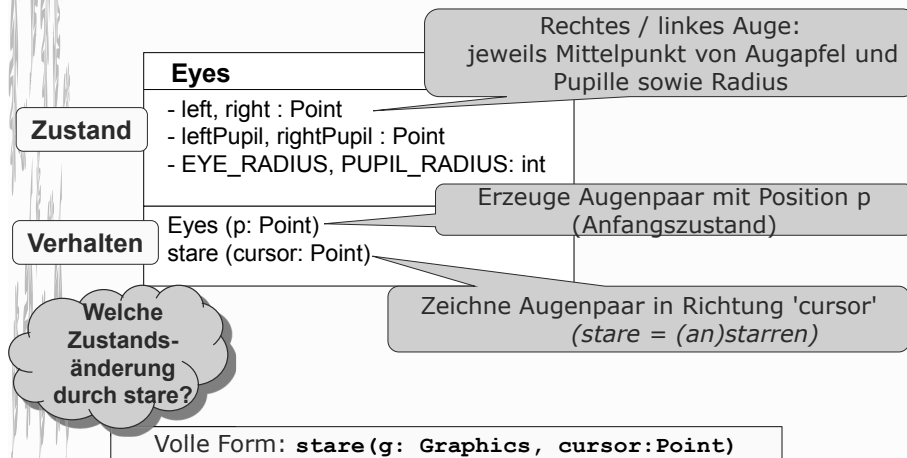 Rechtes / linkes Auge:
jeweils Mittelpunkt von Augapfel und
Pupille sowie Radius
Eyes
- left, right : Point
- leftPupil, rightPupil : Point
- EYE_RADIUS, PUPIL_RADIUS: int
Zustand
Erzeuge Augenpaar mit Position p
(Anfangszustand)
Eyes (p: Point)
stare (cursor: Point)
Verhalten
Zeichne Augenpaar in Richtung 'cursor'
(stare = (an)starren)
Welche
Zustands-
änderung
durch stare?
Volle Form: stare(g: Graphics, cursor:Point)